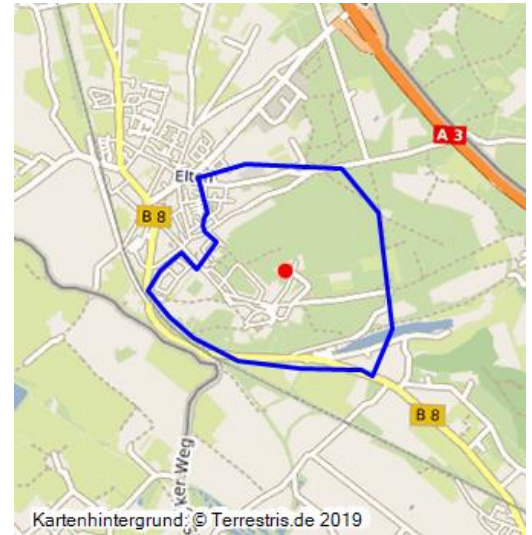 A 3
Elten
B 8
B 8
ker Weg
Kartenhintergrund: © Terrestris.de 2019